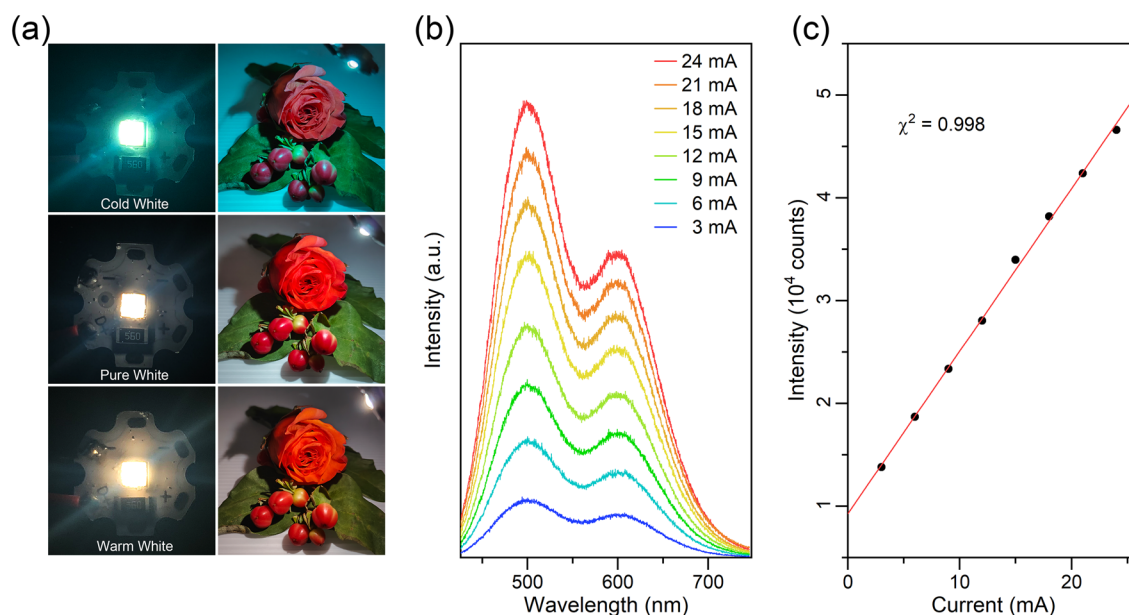 (a)
560
Cold White
560
Pure White
Warm White
(b)
24 mA
21 mA
18 mA
15 mA
12 mA
9 mA
6 mA
3 mA
Intensity (a.u.)
500
600
700
Wavelength (nm)
(c)
χ² = 0.998
5
4
3
2
1
Intensity (10⁴ counts)
0
10
20
Current (mA)